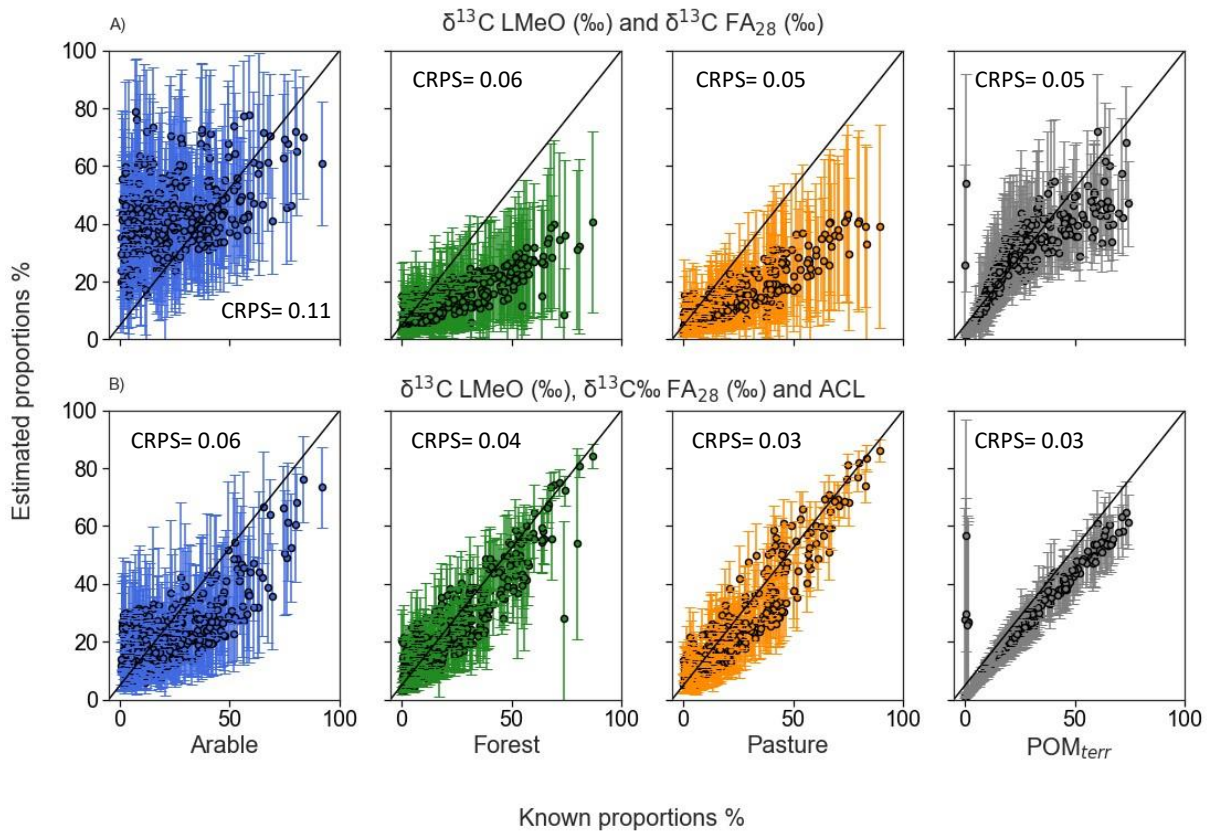 A)
δ¹³C LMeO (‰) and δ¹³C FA₂₈ (‰)
100
80
60
40
20
0
CRPS= 0.11
CRPS= 0.06
CRPS= 0.05
CRPS= 0.05
Estimated proportions %
B)
δ¹³C LMeO (‰), δ¹³C‰ FA₂₈ (‰) and ACL
100
80
60
40
20
0
CRPS= 0.06
CRPS= 0.04
CRPS= 0.03
CRPS= 0.03
0 50 100 0 50 100 0 50 100 0 50 100
Arable Forest Pasture POM_terr
Known proportions %